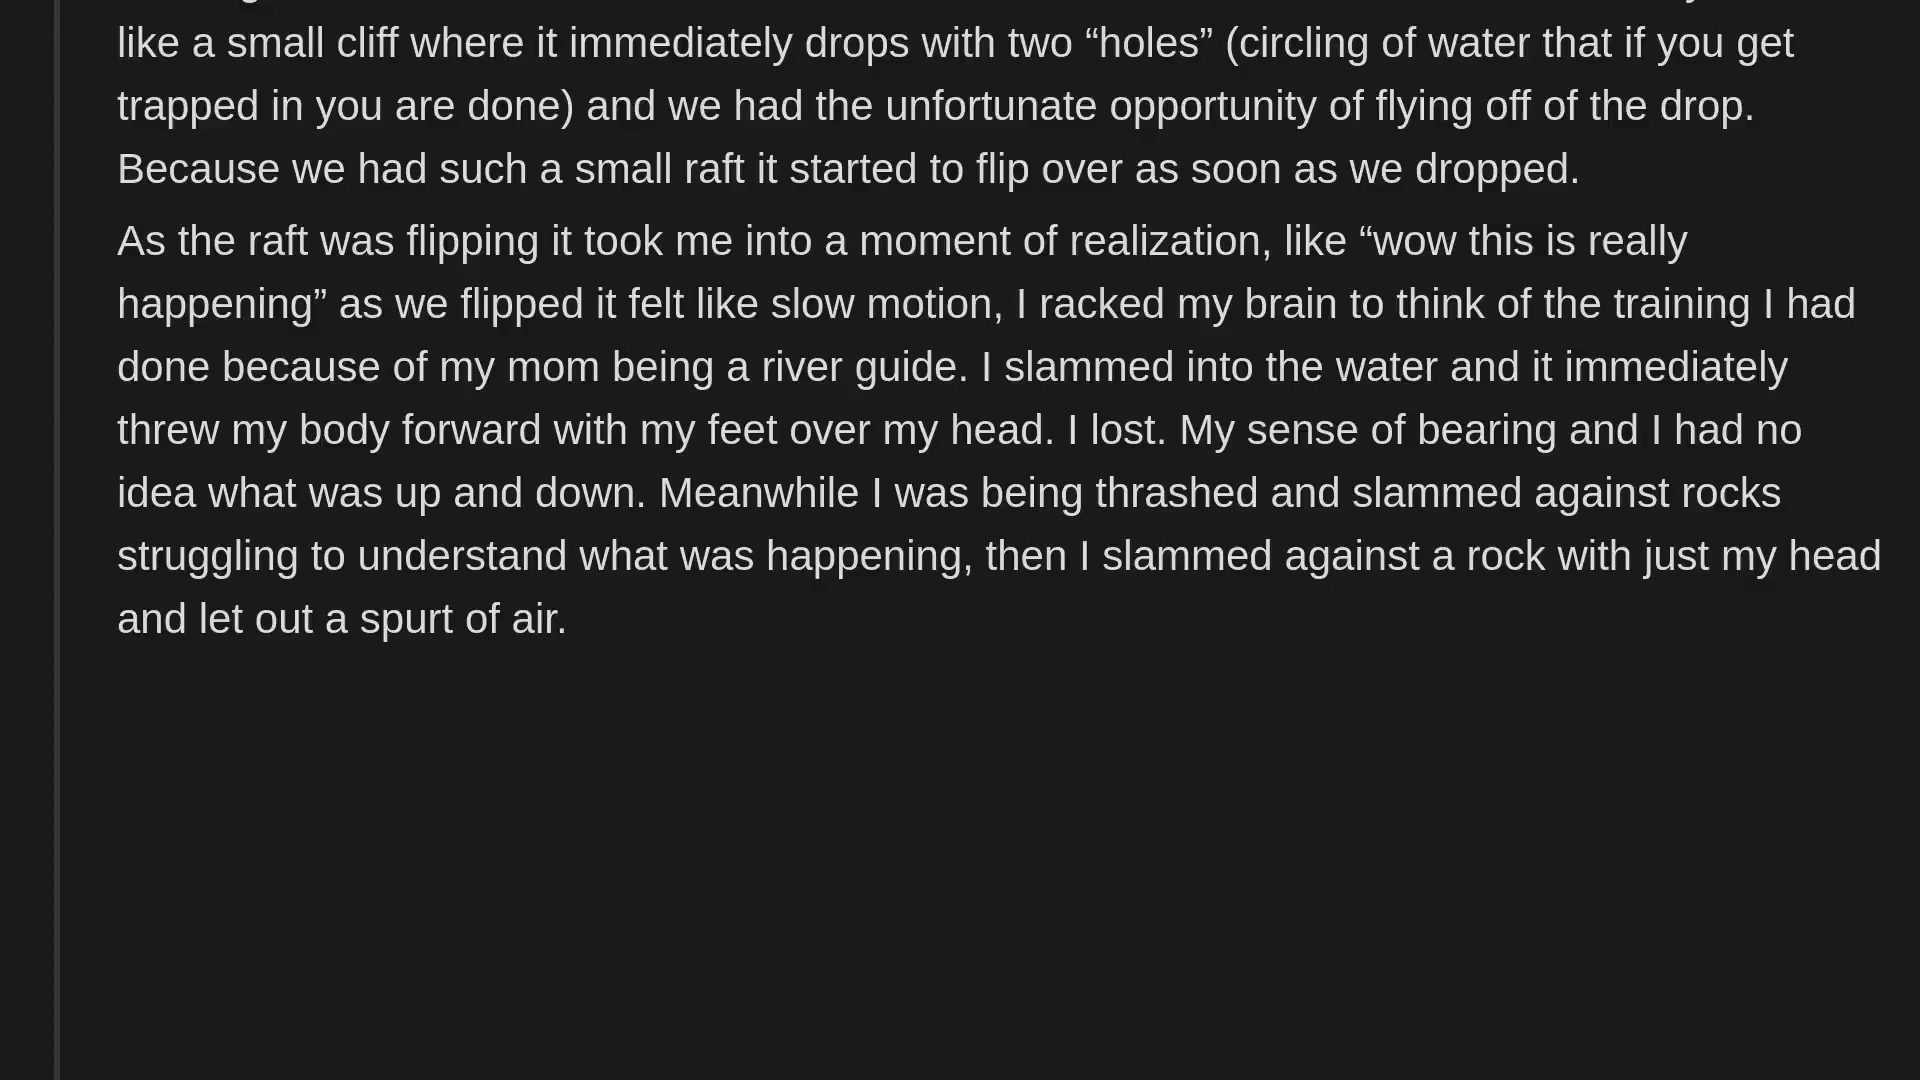 like a small cliff where it immediately drops with two “holes” (circling of water that if you get
trapped in you are done) and we had the unfortunate opportunity of flying off of the drop.
Because we had such a small raft it started to flip over as soon as we dropped.
As the raft was flipping it took me into a moment of realization, like “wow this is really
happening” as we flipped it felt like slow motion, I racked my brain to think of the training I had
done because of my mom being a river guide. I slammed into the water and it immediately
threw my body forward with my feet over my head. I lost. My sense of bearing and I had no
idea what was up and down. Meanwhile I was being thrashed and slammed against rocks
struggling to understand what was happening, then I slammed against a rock with just my head
and let out a spurt of air.